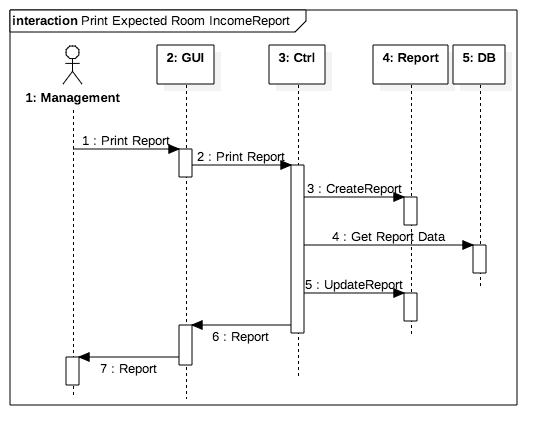 interaction Print Expected Room IncomeReport
2: GUI
3: Ctrl
4: Report
5: DB
1: Management
1 : Print Report
2 : Print Report
3 : CreateReport
4 : Get Report Data
5 : UpdateReport
6 : Report
7 : Report